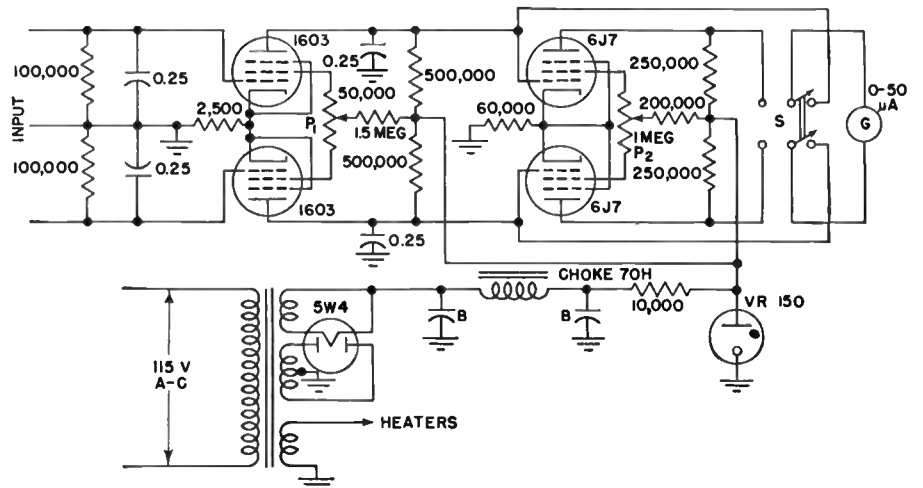 1603
6J7
100,000
0.25
0.25
500,000
250,000
0-50
μA
2,500
50,000
60,000
200,000
S
G
INPUT
P1
1.5 MEG
1 MEG
P2
100,000
0.25
500,000
250,000
1603
6J7
0.25
CHOKE 70H
5W4
B
B
10,000
VR 150
115 V
A-C
HEATERS